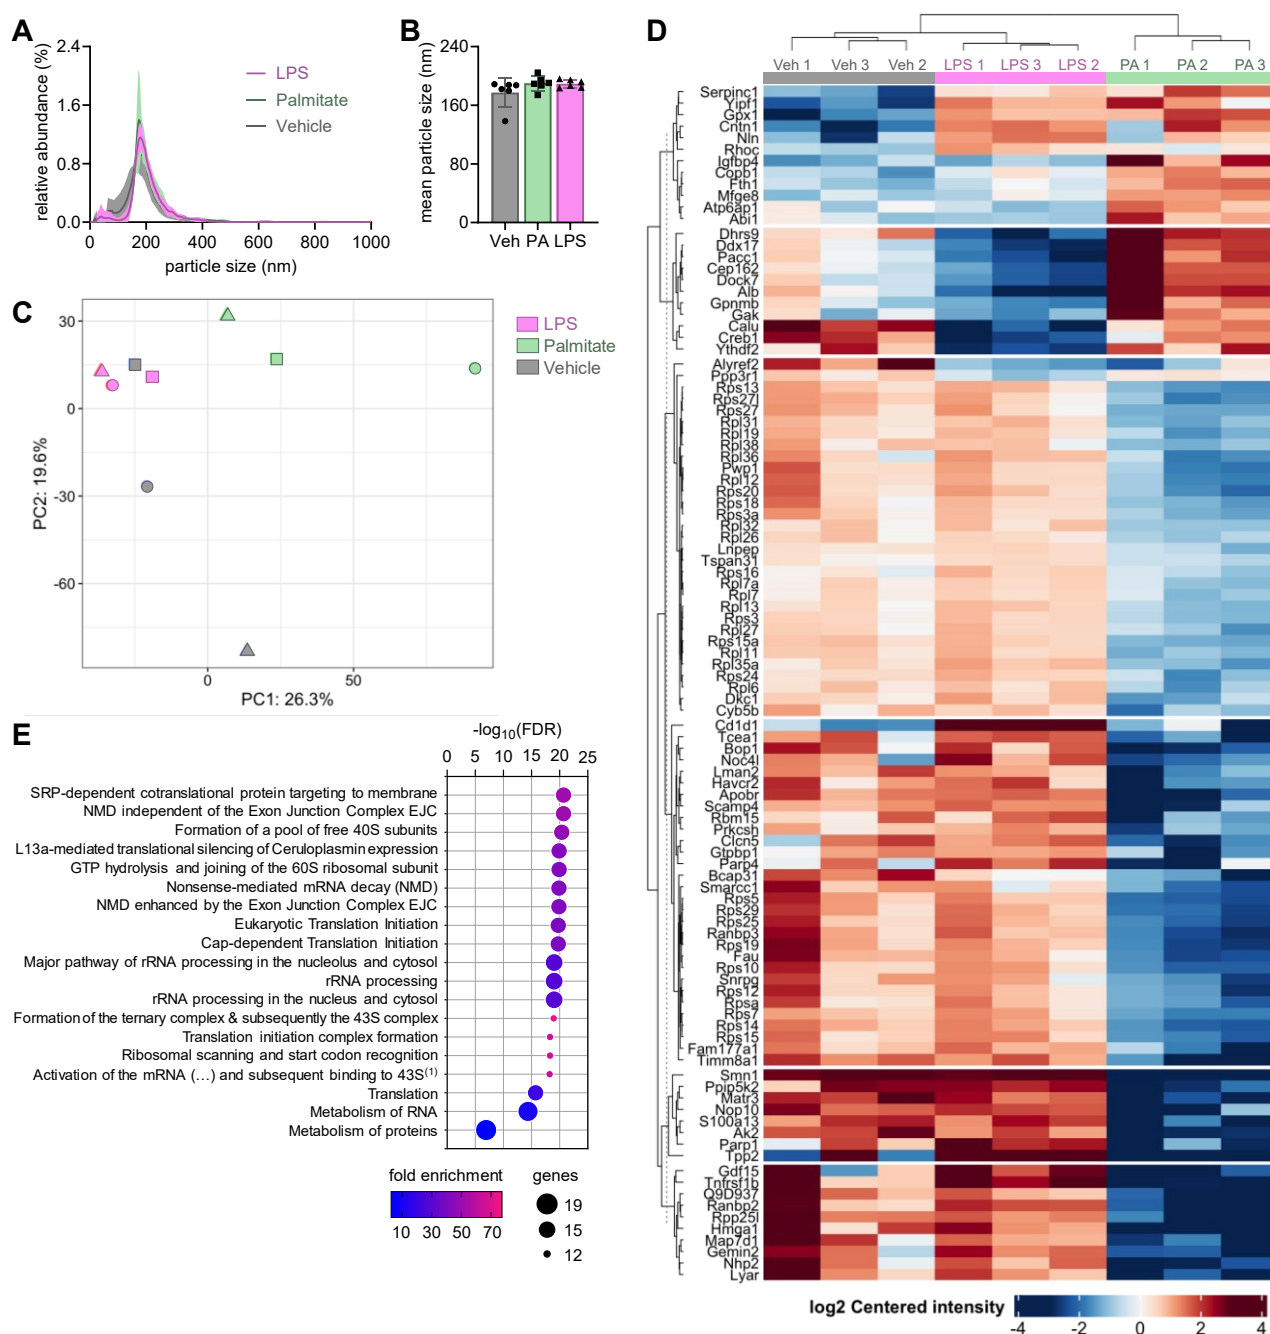 A
2.4
1.6
0.8
0.0
relative abundance (%)
0
200
400
600
800
1000
particle size (nm)
LPS
Palmitate
Vehicle
B
240
160
80
0
mean particle size (nm)
Veh PA LPS
C
30
0
-30
-60
PC2: 19.6%
0
50
PC1: 26.3%
LPS
Palmitate
Vehicle
D
Veh 1
Veh 3
Veh 2
LPS 1
LPS 3
LPS 2
PA 1
PA 2
PA 3
Serpinc1
Yipf1
Gpx1
Cntn1
Nln
Rhoc
Igfbp4
Copb1
Fth1
Mfge8
Atp6ap1
Abi1
Dhrs9
Ddx17
Pacc1
Cep162
Dock7
Alb
Gpnmb
Gak
Calu
Creb1
Ythdf2
Alyref2
Ppp3r1
Rps13
Rps27l
Rps27
Rpl31
Rpl19
Rpl38
Rpl36
Pwp1
Rpl12
Rps20
Rps18
Rps3a
Rpl32
Rpl26
Lnpep
Tspan31
Rps16
Rpl7a
Rpl7
Rpl13
Rps3
Rpl27
Rps15a
Rpl11
Rpl35a
Rps24
Rpl6
Dkc1
Cyb5b
Cd1d1
Tcea1
Bop1
Noc4l
Lman2
Havcr2
Apobr
Scamp4
Rbm15
Prkcsh
Clcn5
Gtpbp1
Parp4
Bcap31
Smarcc1
Rps5
Rps29
Rps25
Ranbp3
Rps19
Fau
Rps10
Snrpg
Rps12
Rpsa
Rps7
Rps14
Rps15
Fam177a1
Timm8a1
Smn1
Ppip5k2
Matr3
Nop10
S100a13
Ak2
Parp1
Tpp2
Gdf15
Tnfrsf1b
Q9D937
Ranbp2
Rpp25l
Hmga1
Map7d1
Gemin2
Nhp2
Lyar
log2 Centered intensity
-4
-2
0
2
4
E
-log10(FDR)
0 5 10 15 20 25
SRP-dependent cotranslational protein targeting to membrane
NMD independent of the Exon Junction Complex EJC
Formation of a pool of free 40S subunits
L13a-mediated translational silencing of Ceruloplasmin expression
GTP hydrolysis and joining of the 60S ribosomal subunit
Nonsense-mediated mRNA decay (NMD)
NMD enhanced by the Exon Junction Complex EJC
Eukaryotic Translation Initiation
Cap-dependent Translation Initiation
Major pathway of rRNA processing in the nucleolus and cytosol
rRNA processing
rRNA processing in the nucleus and cytosol
Formation of the ternary complex & subsequently the 43S complex
Translation initiation complex formation
Ribosomal scanning and start codon recognition
Activation of the mRNA (...) and subsequent binding to 43S(1)
Translation
Metabolism of RNA
Metabolism of proteins
fold enrichment
10 30 50 70
genes
19
15
12